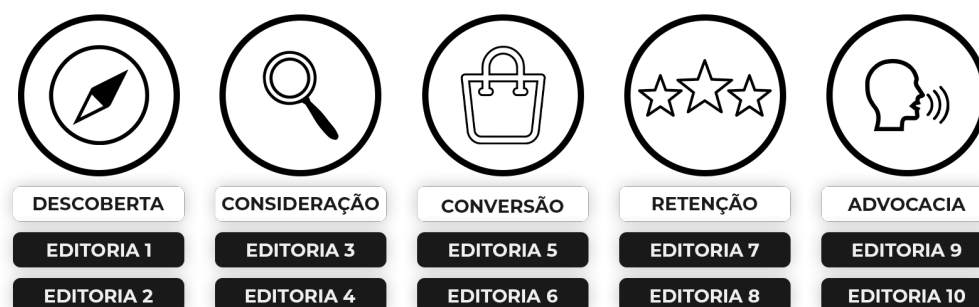 DESCOBERTA
CONSIDERAÇÃO
CONVERSÃO
RETENÇÃO
ADVOCACIA
EDITORIA 1
EDITORIA 3
EDITORIA 5
EDITORIA 7
EDITORIA 9
EDITORIA 2
EDITORIA 4
EDITORIA 6
EDITORIA 8
EDITORIA 10